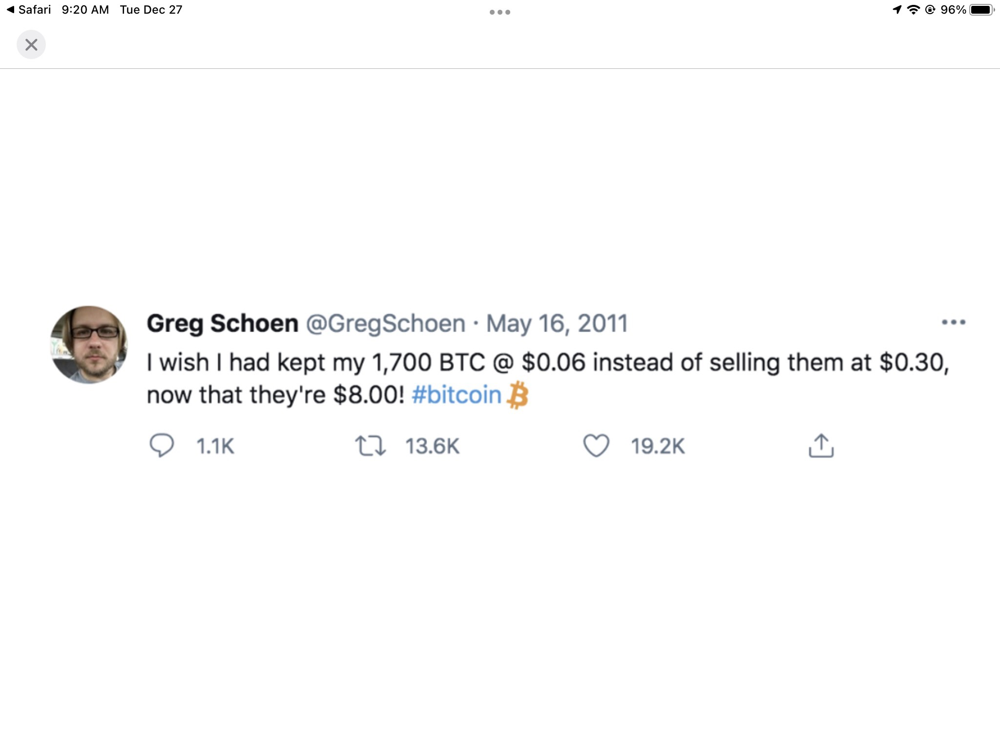 Safari 9:20 AM Tue Dec 27 96%
Greg Schoen @GregSchoen · May 16, 2011
I wish I had kept my 1,700 BTC @ $0.06 instead of selling them at $0.30,
now that they're $8.00! #bitcoin
1.1K 13.6K 19.2K